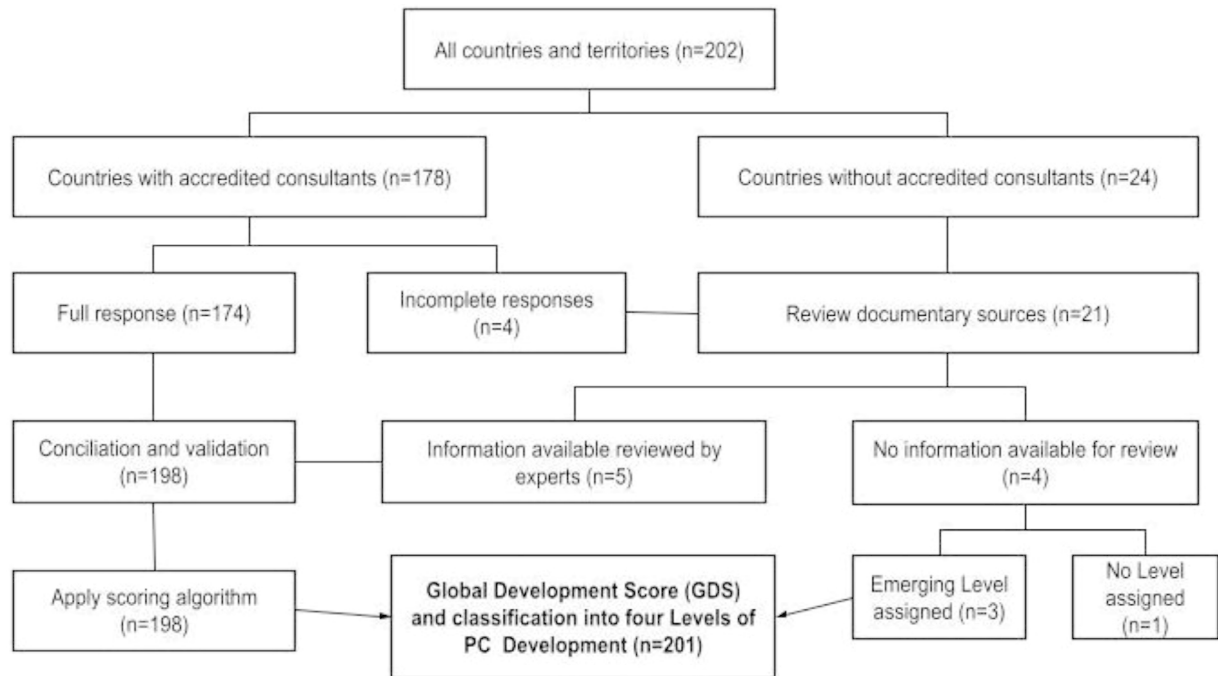 All countries and territories (n=202)
Countries with accredited consultants (n=178)
Countries without accredited consultants (n=24)
Full response (n=174)
Incomplete responses
(n=4)
Review documentary sources (n=21)
Conciliation and validation
(n=198)
Information available reviewed by
experts (n=5)
No information available for review
(n=4)
Apply scoring algorithm
(n=198)
Global Development Score (GDS)
and classification into four Levels of
PC Development (n=201)
Emerging Level
assigned (n=3)
No Level
assigned
(n=1)